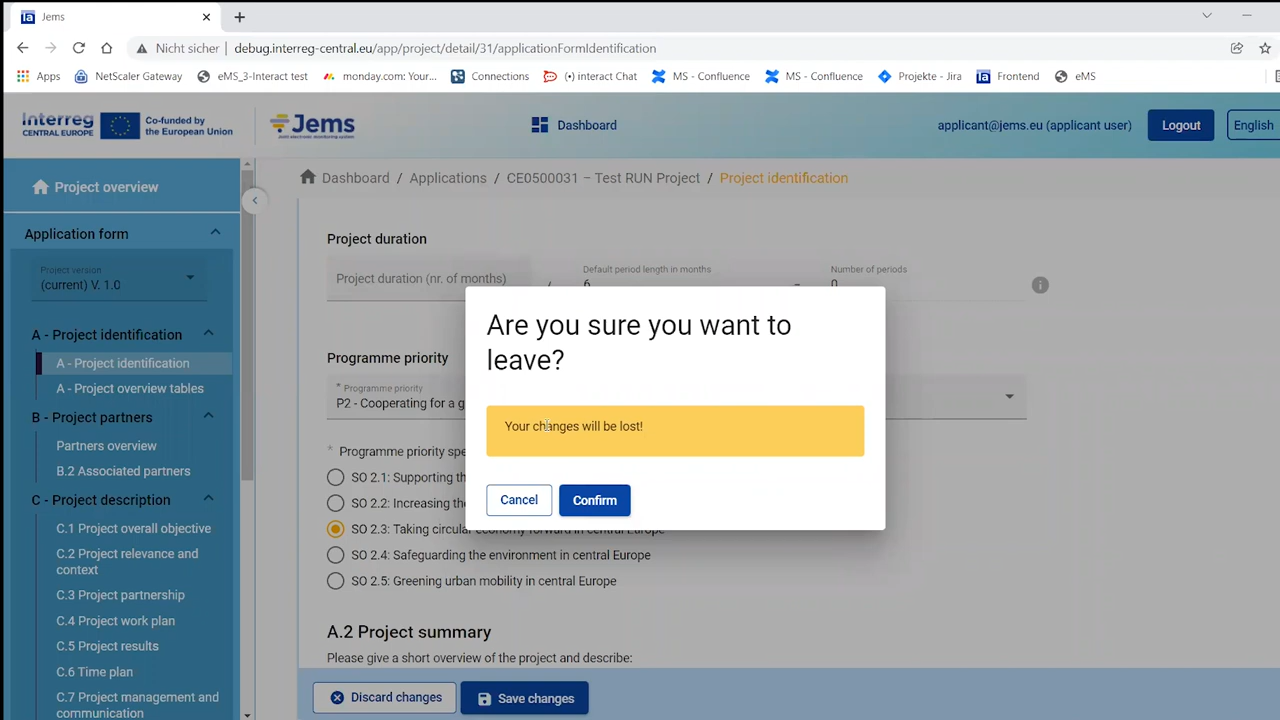 Jems
Nicht sicher
debug.interreg-central.eu/app/project/detail/31/applicationFormIdentification
Apps
NetScaler Gateway
eMS_3-Interact test
monday.com: Your...
Connections
(•) interact Chat
MS - Confluence
MS - Confluence
Projekte - Jira
Frontend
eMS
Interreg
CENTRAL EUROPE
Co-funded by
the European Union
Jems
Dashboard
applicant@jems.eu (applicant user)
Logout
English
Project overview
Dashboard / Applications / CE0500031 – Test RUN Project / Project identification
Application form
Project version
(current) V. 1.0
A - Project identification
A - Project identification
A - Project overview tables
B - Project partners
Partners overview
B.2 Associated partners
C - Project description
C.1 Project overall objective
C.2 Project relevance and
context
C.3 Project partnership
C.4 Project work plan
C.5 Project results
C.6 Time plan
C.7 Project management and
communication
Project duration
Project duration (nr. of months)
Default period length in months
6
Number of periods
0
Programme priority
* Programme priority
P2 - Cooperating for a g
* Programme priority spe
SO 2.1: Supporting th
SO 2.2: Increasing the
SO 2.3: Taking circular economy forward in central Europe
SO 2.4: Safeguarding the environment in central Europe
SO 2.5: Greening urban mobility in central Europe
A.2 Project summary
Please give a short overview of the project and describe:
Discard changes
Save changes
Are you sure you want to
leave?
Your changes will be lost!
Cancel
Confirm